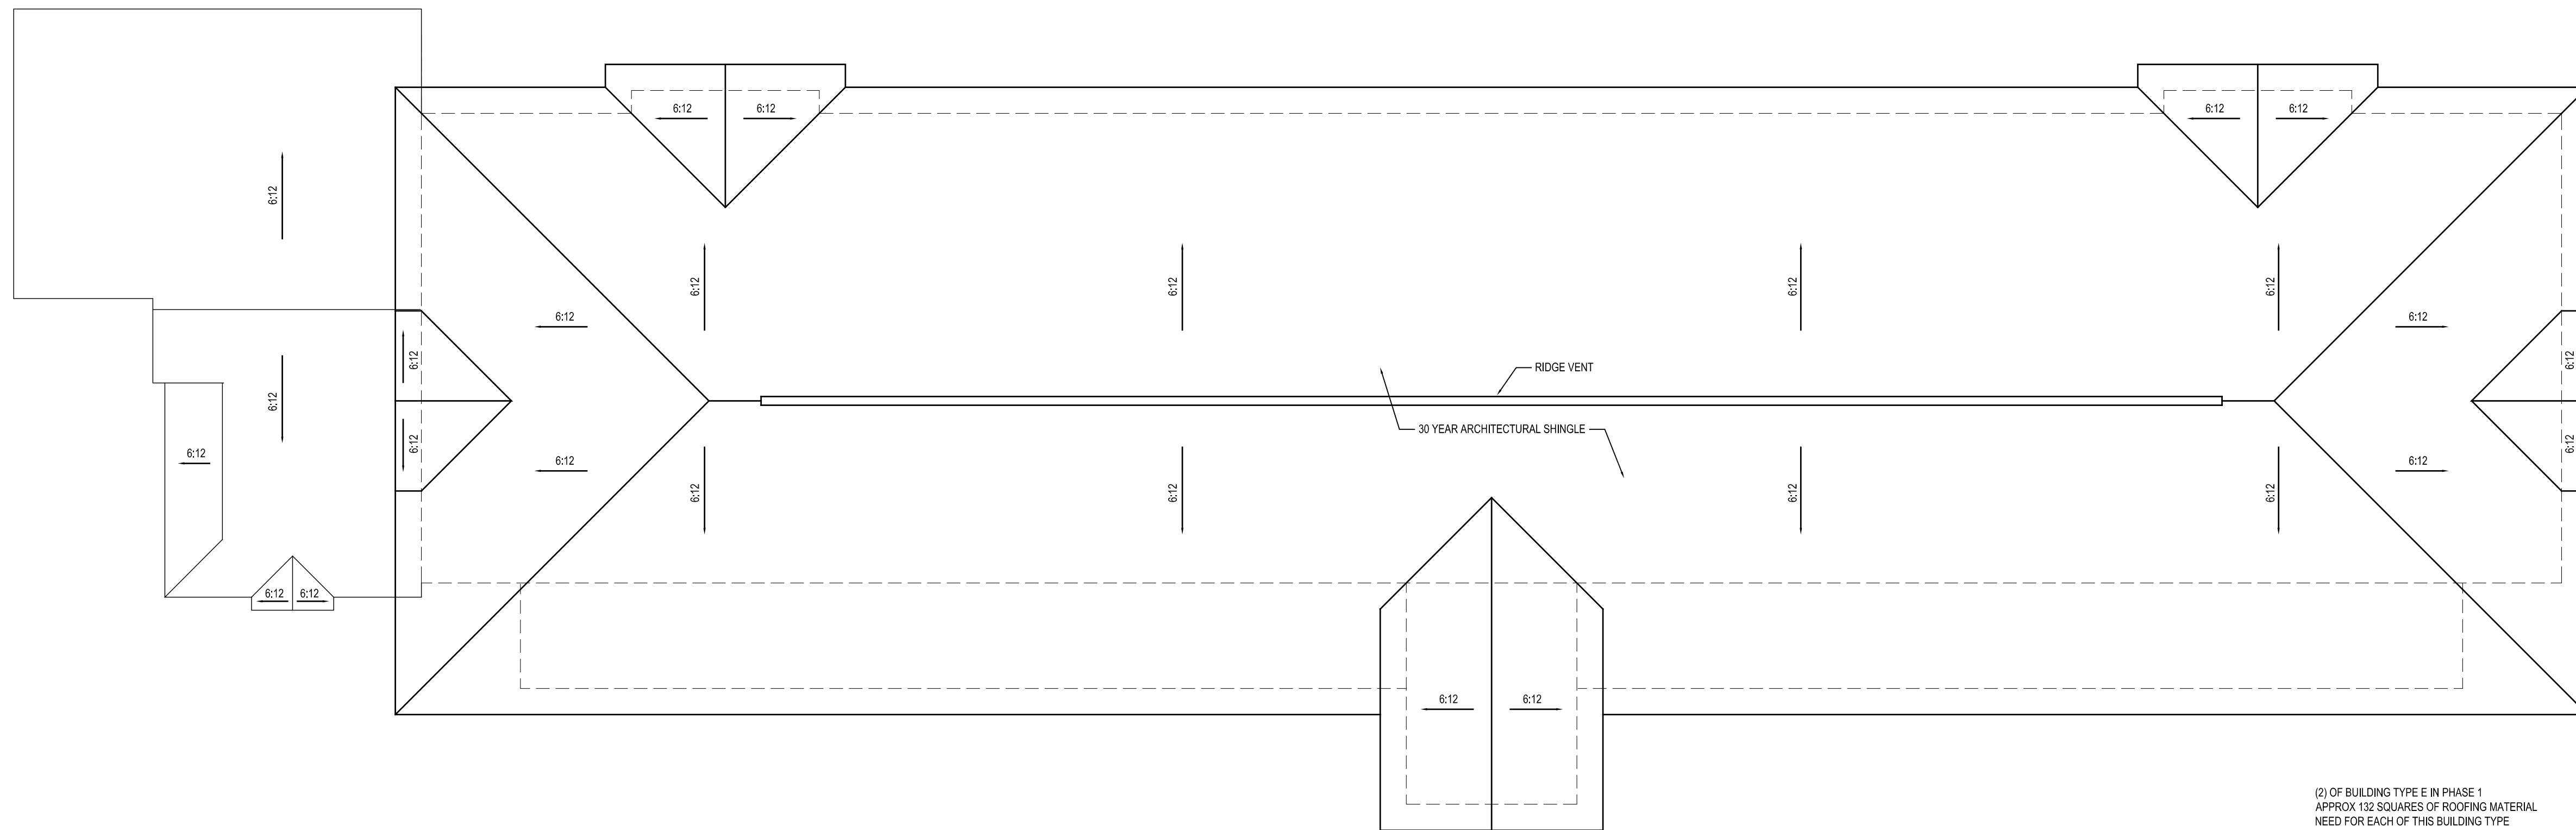 6:12 6:12 6:12 6:12
6:12
6:12 6:12 6:12 6:12
6:12 6:12
6:12 6:12
RIDGE VENT
6:12
30 YEAR ARCHITECTURAL SHINGLE
6:12 6:12
6:12
6:12 6:12
6:12 6:12 6:12 6:12
6:12 6:12
6:12 6:12
(2) OF BUILDING TYPE E IN PHASE 1
APPROX 132 SQUARES OF ROOFING MATERIAL
NEED FOR EACH OF THIS BUILDING TYPE